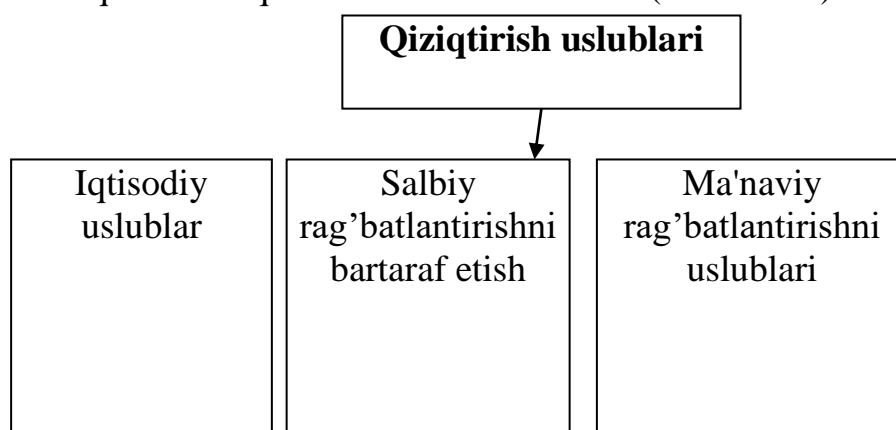 Qiziqtirish uslublari
Iqtisodiy
uslublar
Salbiy
rag’batlantirishni
bartaraf etish
Ma'naviy
rag’batlantirishni
uslublari